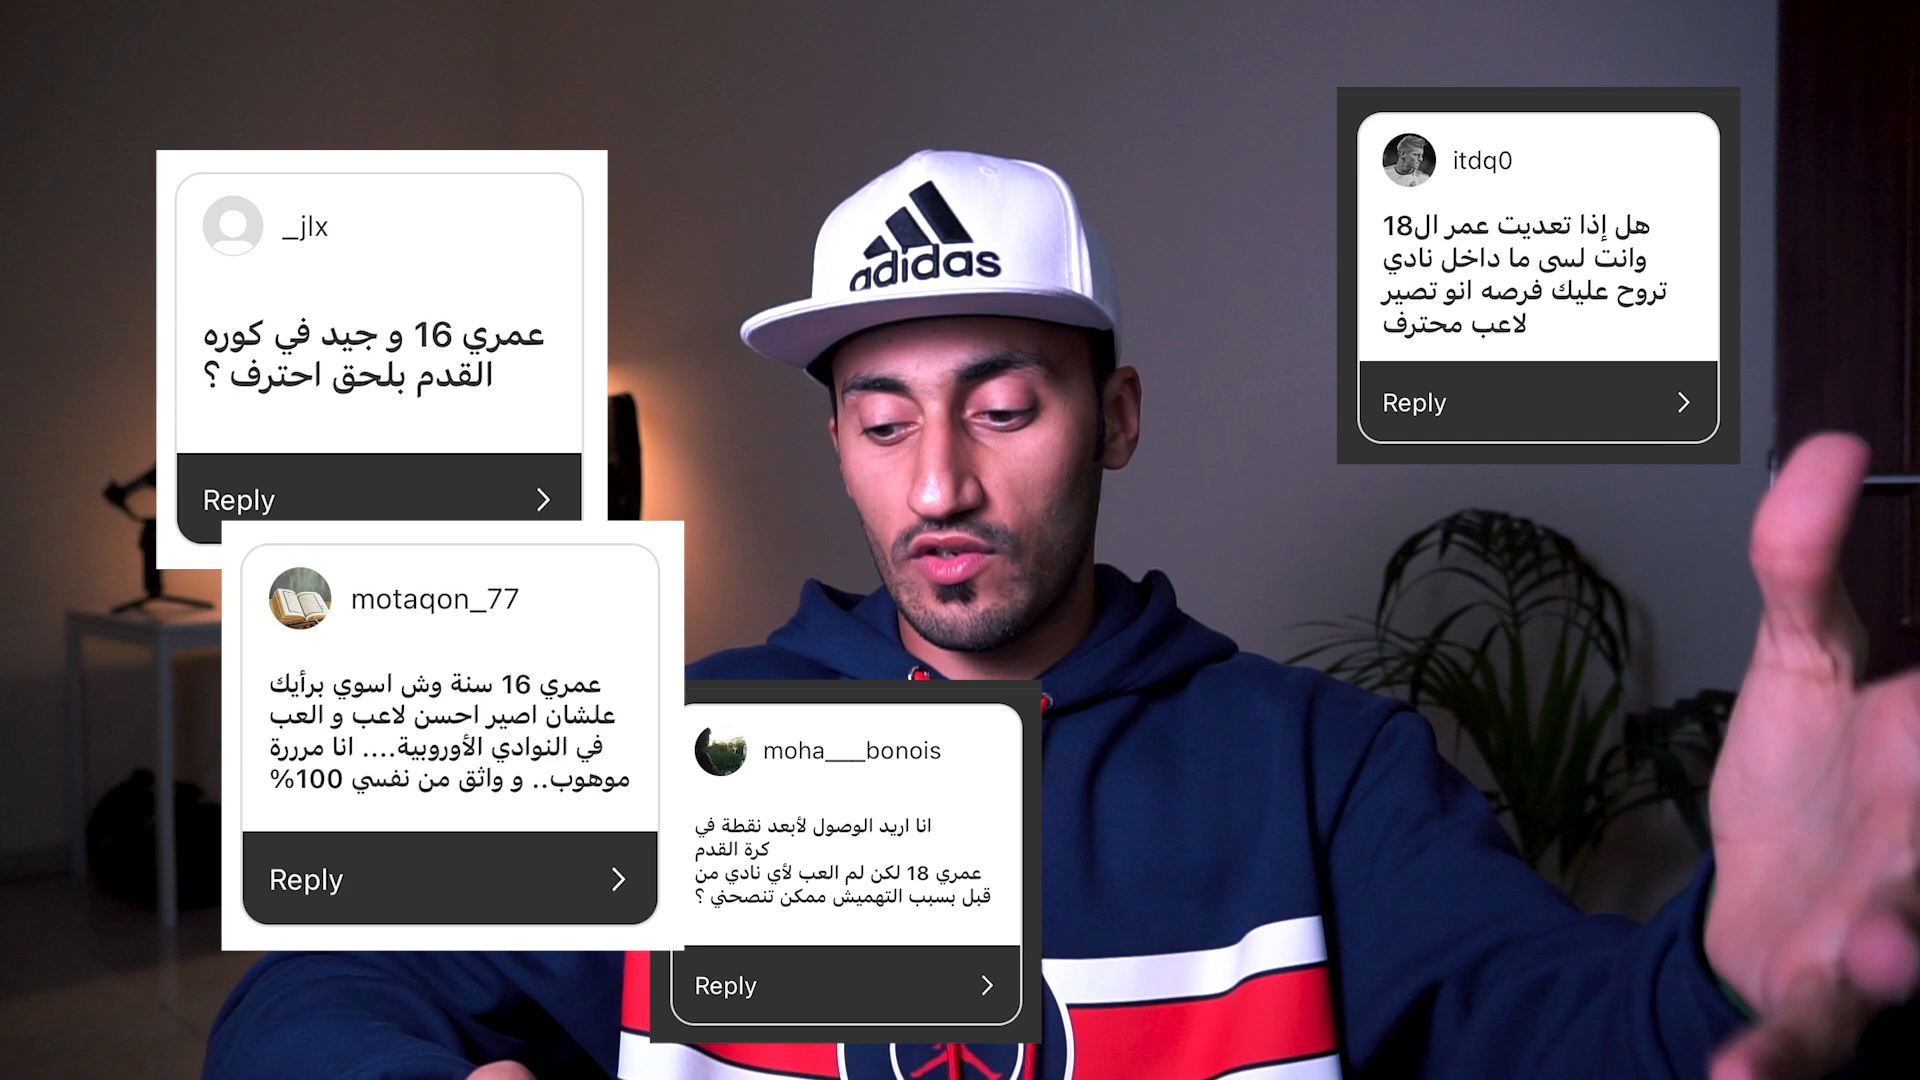 _jlx
عمري 16 و جيد في كوره
القدم بلحق احترف ؟
Reply
motaqon_77
عمري 16 سنة وش اسوي برأيك
علشان اصير احسن لاعب و العب
في النوادي الأوروبية.... انا مرررة
موهوب.. و واثق من نفسي 100%
Reply
moha___bonois
انا اريد الوصول لأبعد نقطة في
كرة القدم
عمري 18 لكن لم العب لأي نادي من
قبل بسبب التهميش ممكن تنصحني ؟
Reply
adidas
itdq0
هل إذا تعديت عمر ال18
وانت لسى ما داخل نادي
تروح عليك فرصه انو تصير
لاعب محترف
Reply